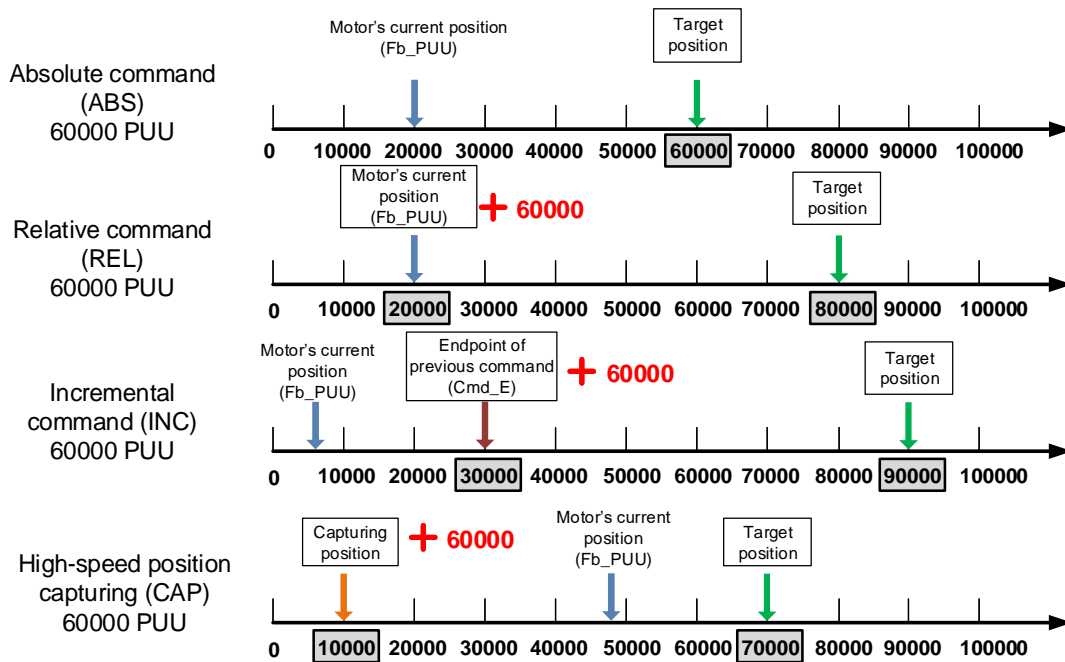 Motor's current position
(Fb_PUU)
Target
position
Absolute command
(ABS)
60000 PUU
0 10000 20000 30000 40000 50000 60000 70000 80000 90000 100000
Motor's current
position
(Fb_PUU)
+ 60000
Target
position
Relative command
(REL)
60000 PUU
0 10000 20000 30000 40000 50000 60000 70000 80000 90000 100000
Motor's current
position
(Fb_PUU)
Endpoint of
previous command
(Cmd_E)
+ 60000
Target
position
Incremental
command (INC)
60000 PUU
0 10000 20000 30000 40000 50000 60000 70000 80000 90000 100000
Capturing
position
+ 60000
Motor's current
position
(Fb_PUU)
Target
position
High-speed position
capturing (CAP)
60000 PUU
0 10000 20000 30000 40000 50000 60000 70000 80000 90000 100000